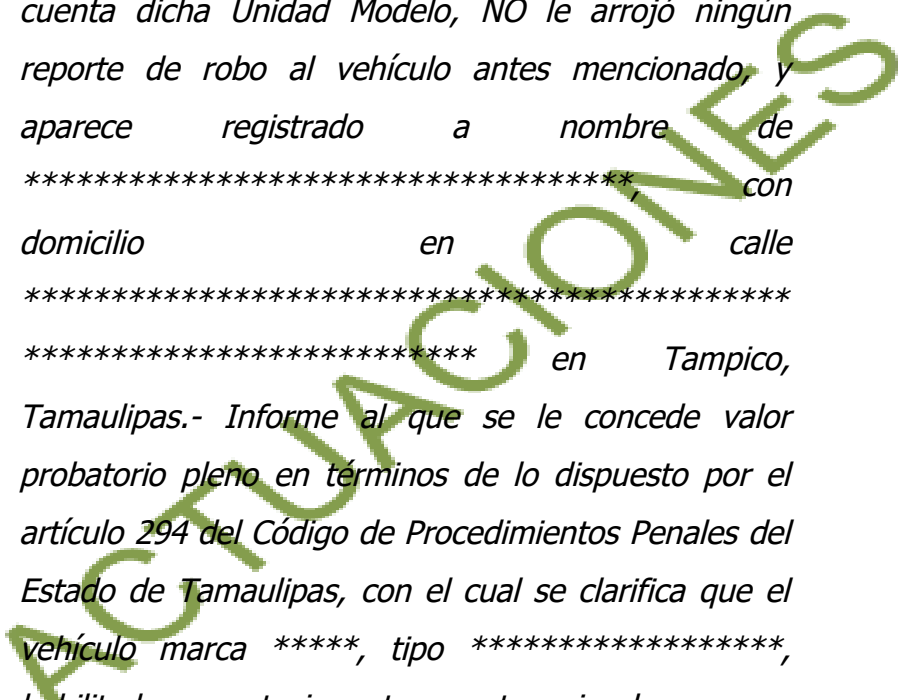 cuenta dicha Unidad Modelo, NO le arrojó ningún
reporte de robo al vehículo antes mencionado, y
aparece registrado a nombre de
***********************************, con
domicilio en calle
********************************************
************************** en Tampico,
Tamaulipas.- Informe al que se le concede valor
probatorio pleno en términos de lo dispuesto por el
artículo 294 del Código de Procedimientos Penales del
Estado de Tamaulipas, con el cual se clarifica que el
vehículo marca *****, tipo ******************,
ACTUACIONES